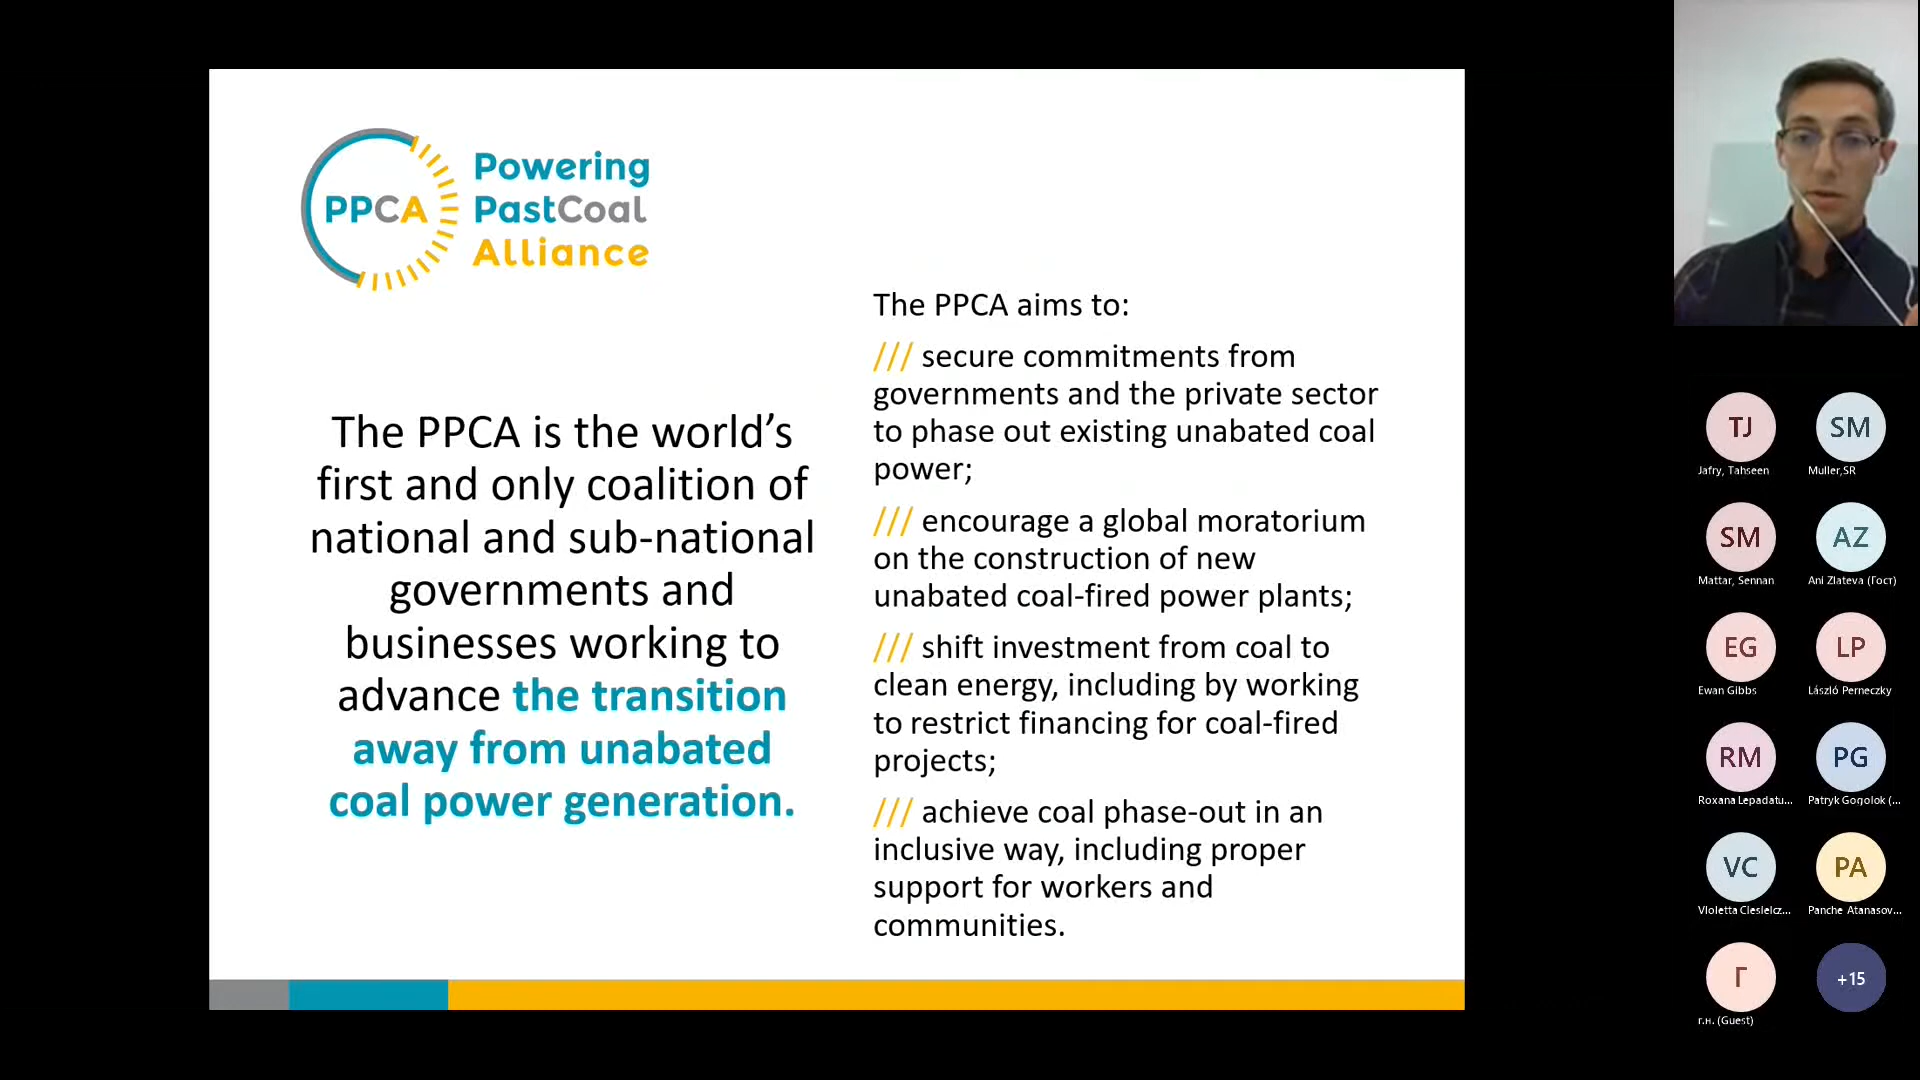 PPCA
Powering
PastCoal
Alliance
The PPCA is the world’s
first and only coalition of
national and sub-national
governments and
businesses working to
advance the transition
away from unabated
coal power generation.
The PPCA aims to:
/// secure commitments from
governments and the private sector
to phase out existing unabated coal
power;
/// encourage a global moratorium
on the construction of new
unabated coal-fired power plants;
/// shift investment from coal to
clean energy, including by working
to restrict financing for coal-fired
projects;
/// achieve coal phase-out in an
inclusive way, including proper
support for workers and
communities.
TJ SM
Jafry, Tahseen Muller,SR
SM AZ
Mattar, Sennan Ani Zlateva (Гост)
EG LP
Ewan Gibbs László Perneczky
RM PG
Roxana Lepadatu... Patryk Gogolok (...
VC PA
Violetta Ciesielcz... Panche Atanasov...
Г +15
г.н. (Guest)